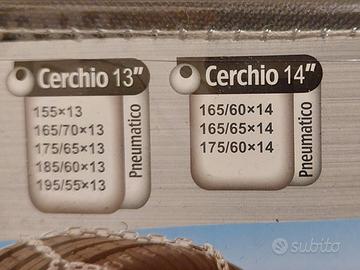 Cerchio 13”
155×13
165/70×13
175/65×13
185/60×13
195/55×13
Pneumatico
Cerchio 14”
165/60×14
165/65×14
175/60×14
Pneumatico
subito